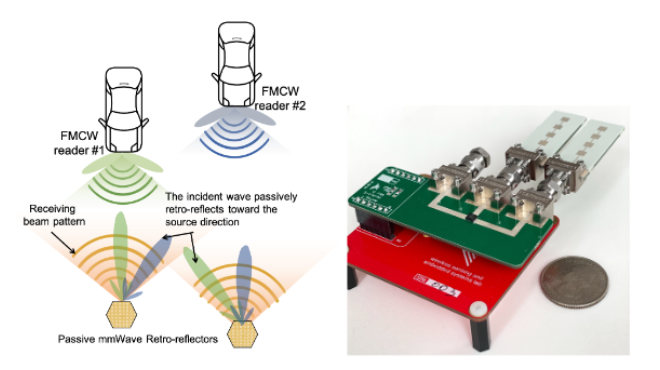 FMCW
reader #2
FMCW
reader #1
The incident wave passively
retro-reflects toward the
source direction
Receiving
beam pattern
Passive mmWave Retro-reflectors